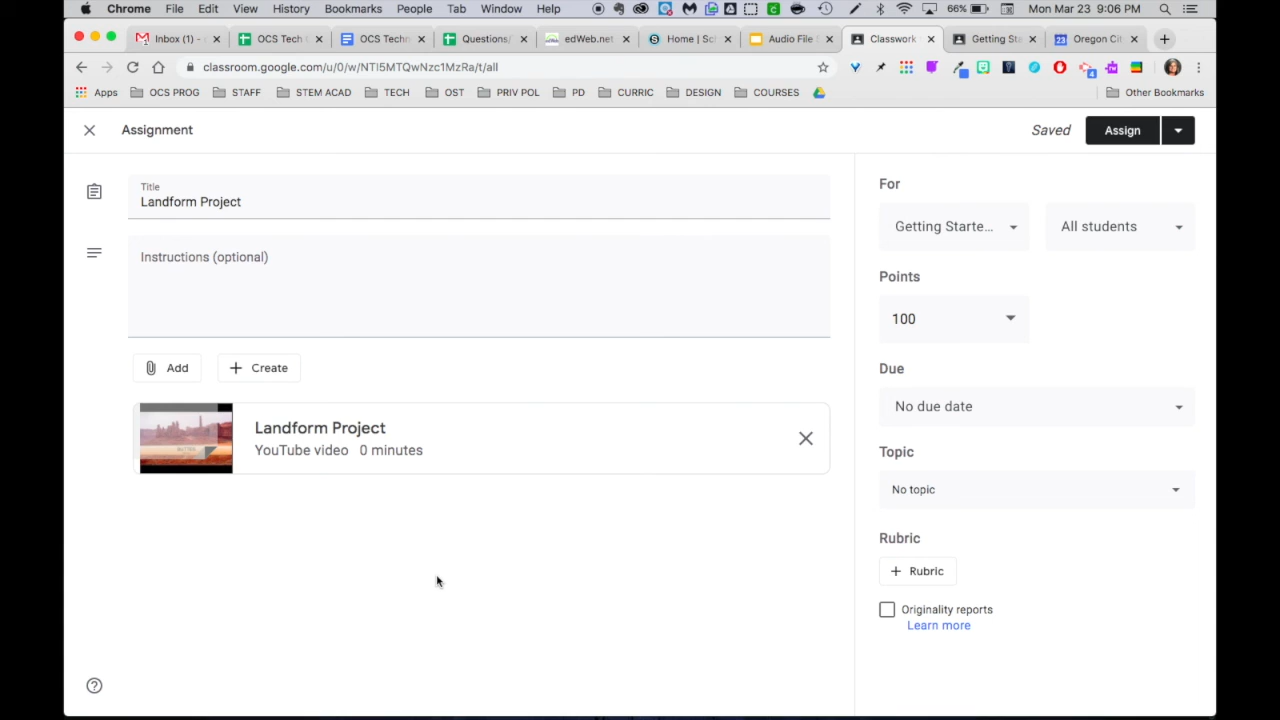 Chrome File Edit View History Bookmarks People Tab Window Help 66% Mon Mar 23 9:06 PM
Inbox (1) - OCS Tech OCS Techn Questions/ edWeb.net Home | Sc Audio File Classwork Getting Sta Oregon Cit
classroom.google.com/u/0/w/NTI5MTQwNzc1MzRa/t/all
Apps OCS PROG STAFF STEM ACAD TECH OST PRIV POL PD CURRIC DESIGN COURSES Other Bookmarks
Assignment Saved Assign
Title
Landform Project
Instructions (optional)
Add Create
Landform Project
YouTube video 0 minutes
For
Getting Starte... All students
Points
100
Due
No due date
Topic
No topic
Rubric
Rubric
Originality reports
Learn more